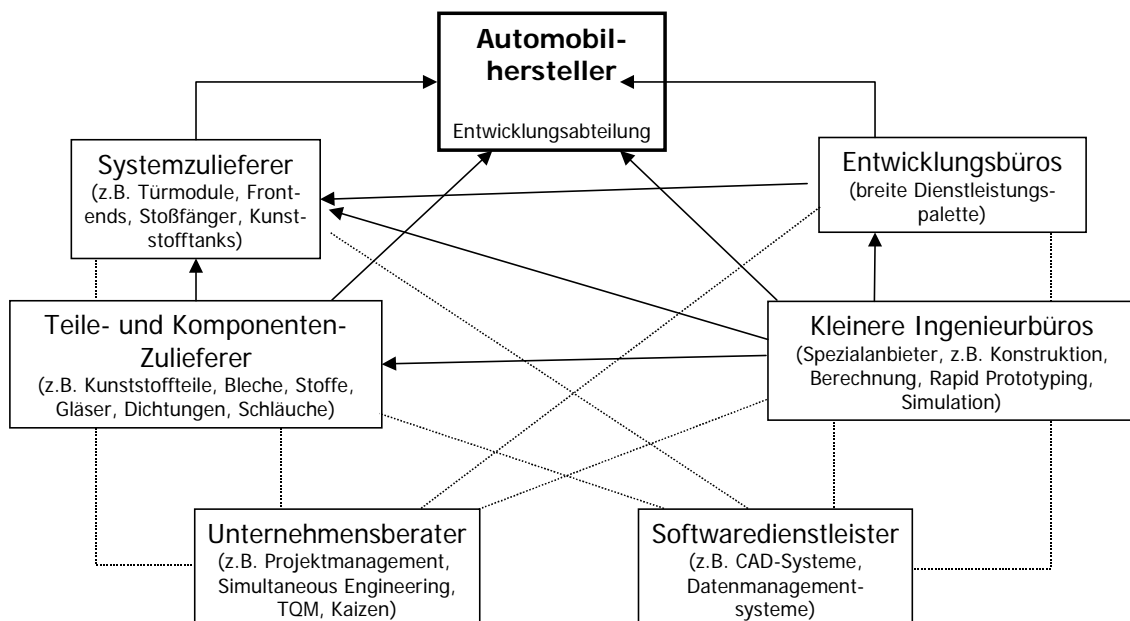 Automobil-
hersteller
Entwicklungsabteilung
Systemzulieferer
(z.B. Türmodule, Front-
ends, Stoßfänger, Kunst-
stofftanks)
Entwicklungsbüros
(breite Dienstleistungs-
palette)
Teile- und Komponenten-
Zulieferer
(z.B. Kunststoffteile, Bleche, Stoffe,
Gläser, Dichtungen, Schläuche)
Kleinere Ingenieurbüros
(Spezialanbieter, z.B. Konstruktion,
Berechnung, Rapid Prototyping,
Simulation)
Unternehmensberater
(z.B. Projektmanagement,
Simultaneous Engineering,
TQM, Kaizen)
Softwaredienstleister
(z.B. CAD-Systeme,
Datenmanagement-
systeme)